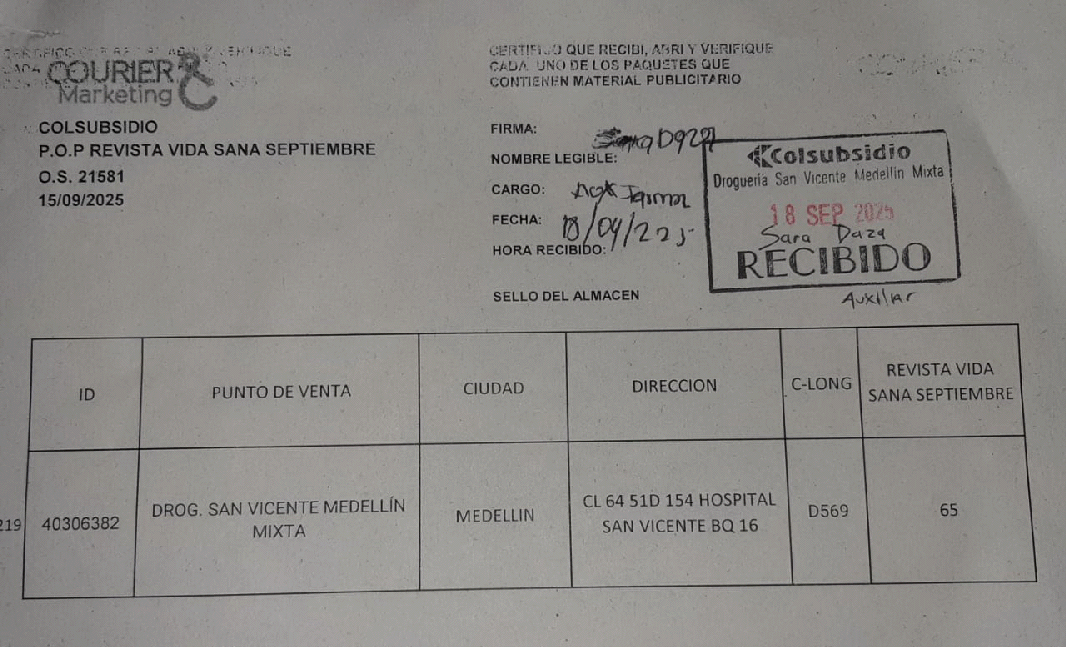 COURIER
Marketing
COLSUBSIDIO
P.O.P REVISTA VIDA SANA SEPTIEMBRE
O.S. 21581
15/09/2025
CERTIFICO QUE RECIBI, ABRI Y VERIFIQUE
CADA UNO DE LOS PAQUETES QUE
CONTIENEN MATERIAL PUBLICITARIO
FIRMA:
NOMBRE LEGIBLE:
CARGO:
FECHA:
HORA RECIBIDO:
SELLO DEL ALMACEN
Colsubsidio
Drogueria San Vicente Medellin Mixta
18 SEP 2025
Sara Daza
RECIBIDO
Auxiliar
ID PUNTO DE VENTA CIUDAD DIRECCION C-LONG REVISTA VIDA SANA SEPTIEMBRE
219 40306382 DROG. SAN VICENTE MEDELLÍN MIXTA MEDELLIN CL 64 51D 154 HOSPITAL SAN VICENTE BQ 16 D569 65